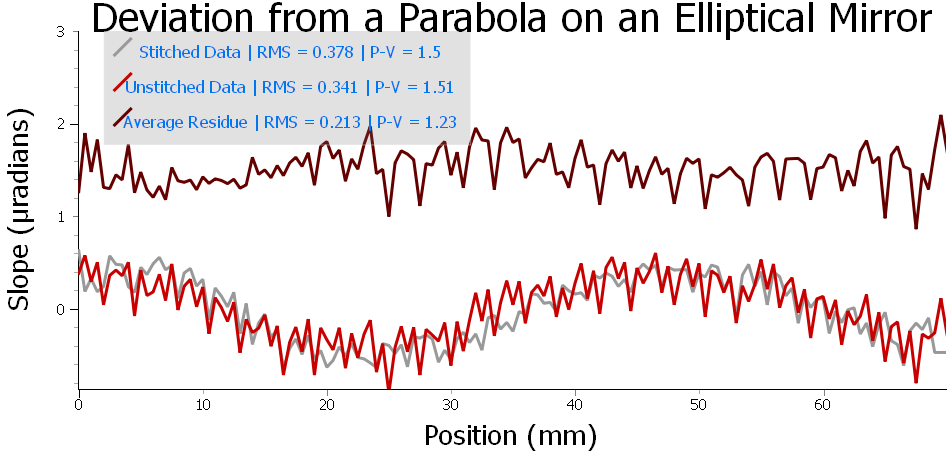 Deviation from a Parabola on an Elliptical Mirror
3
Stitched Data | RMS = 0.378 | P-V = 1.5
Unstitched Data | RMS = 0.341 | P-V = 1.51
Average Residue | RMS = 0.213 | P-V = 1.23
2
1
0
Slope (µradians)
0 10 20 30 40 50 60
Position (mm)